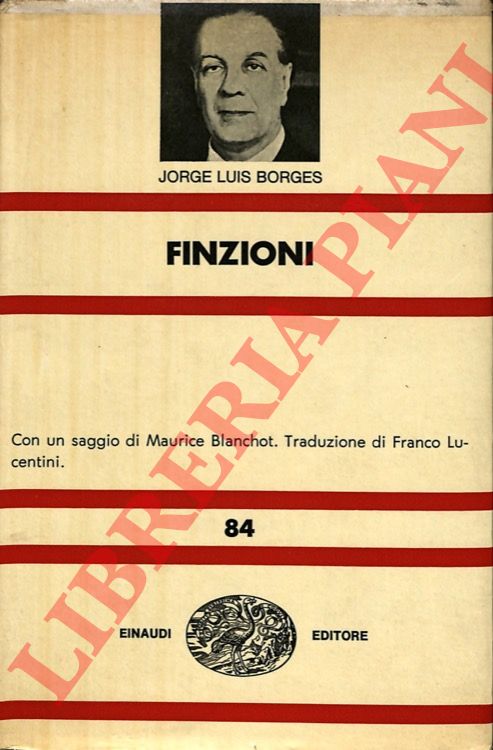 JORGE LUIS BORGES
FINZIONI
Con un saggio di Maurice Blanchot. Traduzione di Franco Lu-
centini.
84
EINAUDI EDITORE
LIBRERIA PIANI